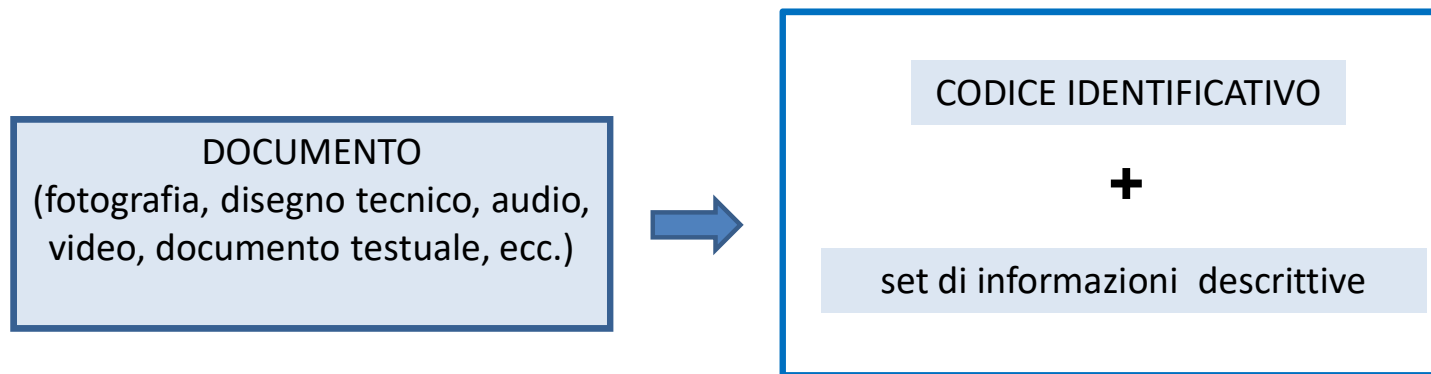 DOCUMENTO
(fotografia, disegno tecnico, audio,
video, documento testuale, ecc.)
CODICE IDENTIFICATIVO
+
set di informazioni descrittive